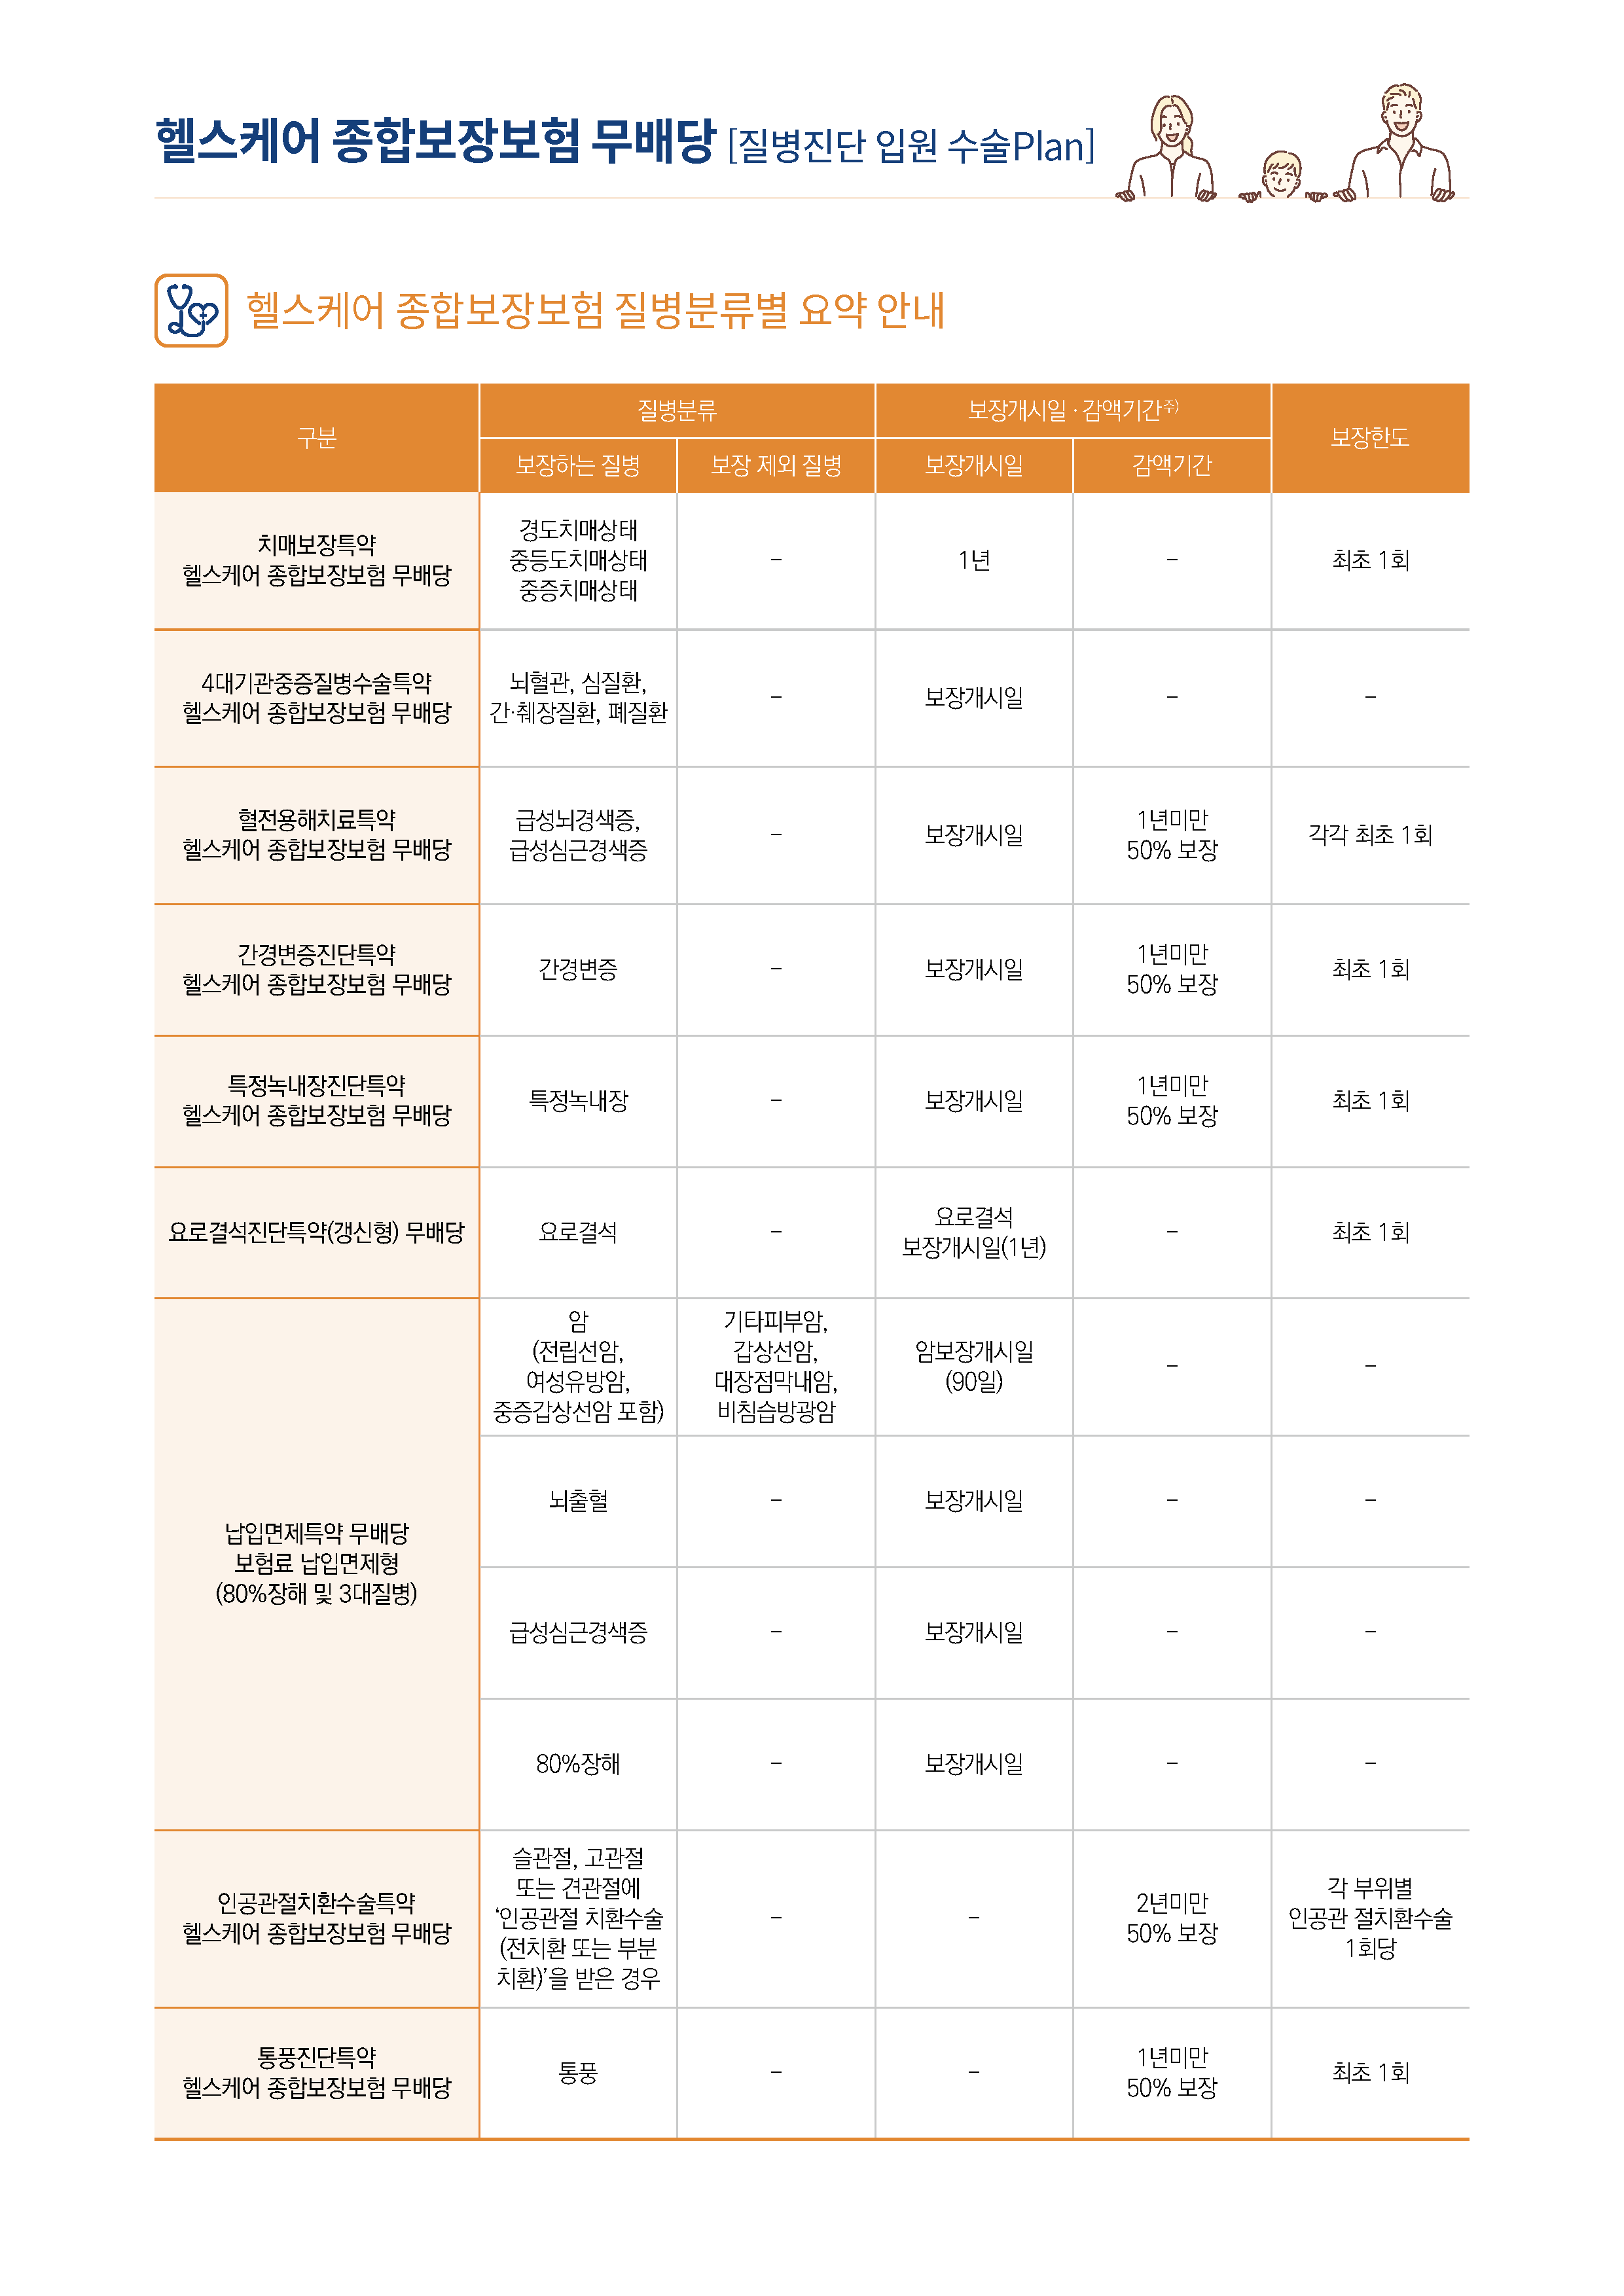 헬스케어 종합보장보험 무배당 [질병진단 입원 수술Plan]
헬스케어 종합보장보험 질병분류별 요약 안내
구분
질병분류
보장개시일 · 감액기간주)
보장한도
보장하는 질병
보장 제외 질병
보장개시일
감액기간
치매보장특약
헬스케어 종합보장보험 무배당
경도치매상태
중등도치매상태
중증치매상태
–
1년
–
최초 1회
4대기관중증질병수술특약
헬스케어 종합보장보험 무배당
뇌혈관, 심질환,
간·췌장질환, 폐질환
–
보장개시일
–
–
혈전용해치료특약
헬스케어 종합보장보험 무배당
급성뇌경색증,
급성심근경색증
–
보장개시일
1년미만
50% 보장
각각 최초 1회
간경변증진단특약
헬스케어 종합보장보험 무배당
간경변증
–
보장개시일
1년미만
50% 보장
최초 1회
특정녹내장진단특약
헬스케어 종합보장보험 무배당
특정녹내장
–
보장개시일
1년미만
50% 보장
최초 1회
요로결석진단특약(갱신형) 무배당
요로결석
–
요로결석
보장개시일(1년)
–
최초 1회
납입면제특약 무배당
보험료 납입면제형
(80%장해 및 3대질병)
암
(전립선암,
여성유방암,
중증갑상선암 포함)
기타피부암,
갑상선암,
대장점막내암,
비침습방광암
암보장개시일
(90일)
–
–
뇌출혈
–
보장개시일
–
–
급성심근경색증
–
보장개시일
–
–
80%장해
–
보장개시일
–
–
인공관절치환수술특약
헬스케어 종합보장보험 무배당
슬관절, 고관절
또는 견관절에
‘인공관절 치환수술
(전치환 또는 부분
치환)’을 받은 경우
–
–
2년미만
50% 보장
각 부위별
인공관 절치환수술
1회당
통풍진단특약
헬스케어 종합보장보험 무배당
통풍
–
–
1년미만
50% 보장
최초 1회